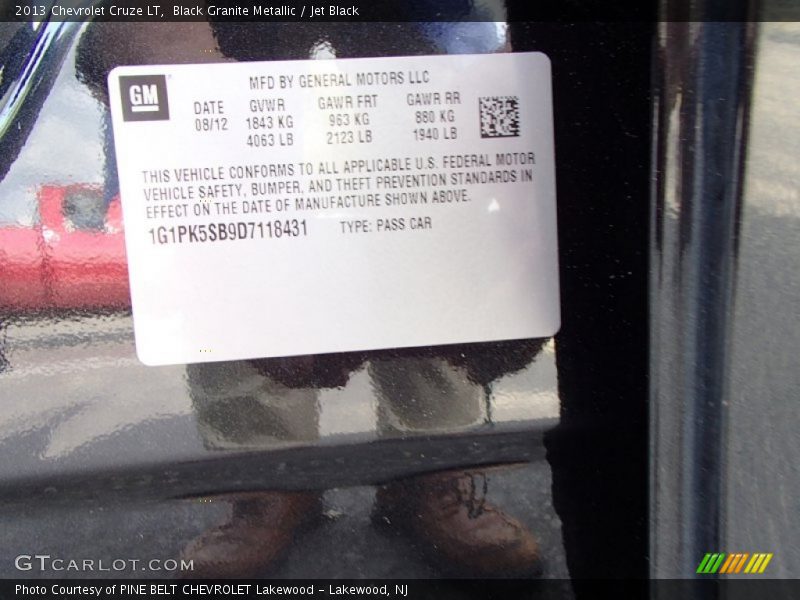 2013 Chevrolet Cruze LT, Black Granite Metallic / Jet Black
GM
MFD BY GENERAL MOTORS LLC
DATE GVWR GAWR FRT GAWR RR
08/12 1843 KG 963 KG 880 KG
4063 LB 2123 LB 1940 LB
THIS VEHICLE CONFORMS TO ALL APPLICABLE U.S. FEDERAL MOTOR
VEHICLE SAFETY, BUMPER, AND THEFT PREVENTION STANDARDS IN
EFFECT ON THE DATE OF MANUFACTURE SHOWN ABOVE.
1G1PK5SB9D7118431 TYPE: PASS CAR
GTCARLOT.COM
Photo Courtesy of PINE BELT CHEVROLET Lakewood - Lakewood, NJ